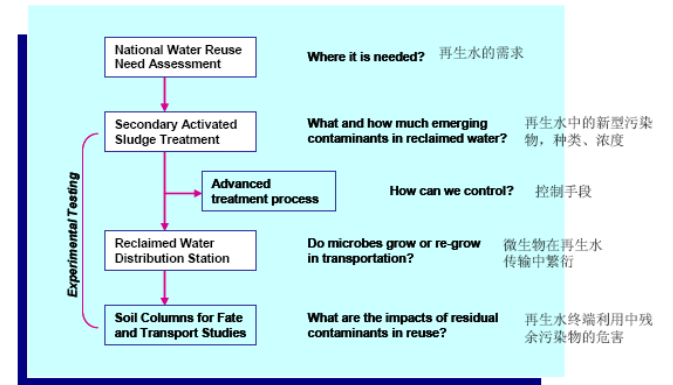 National Water Reuse
Need Assessment
Where it is needed?
再生水的需求
Secondary Activated
Sludge Treatment
What and how much emerging
contaminants in reclaimed water?
再生水中的新型污染
物，种类、浓度
Advanced
treatment process
How can we control?
控制手段
Experimental Testing
Reclaimed Water
Distribution Station
Do microbes grow or re-grow
in transportation?
微生物在再生水
传输中繁衍
Soil Columns for Fate
and Transport Studies
What are the impacts of residual
contaminants in reuse?
再生水终端利用中残
余污染物的危害